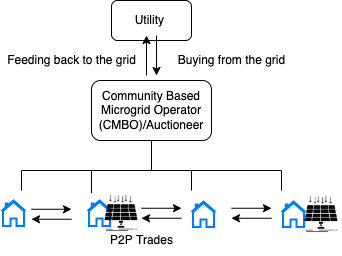 Utility
Feeding back to the grid
Buying from the grid
Community Based
Microgrid Operator
(CMBO)/Auctioneer
P2P Trades